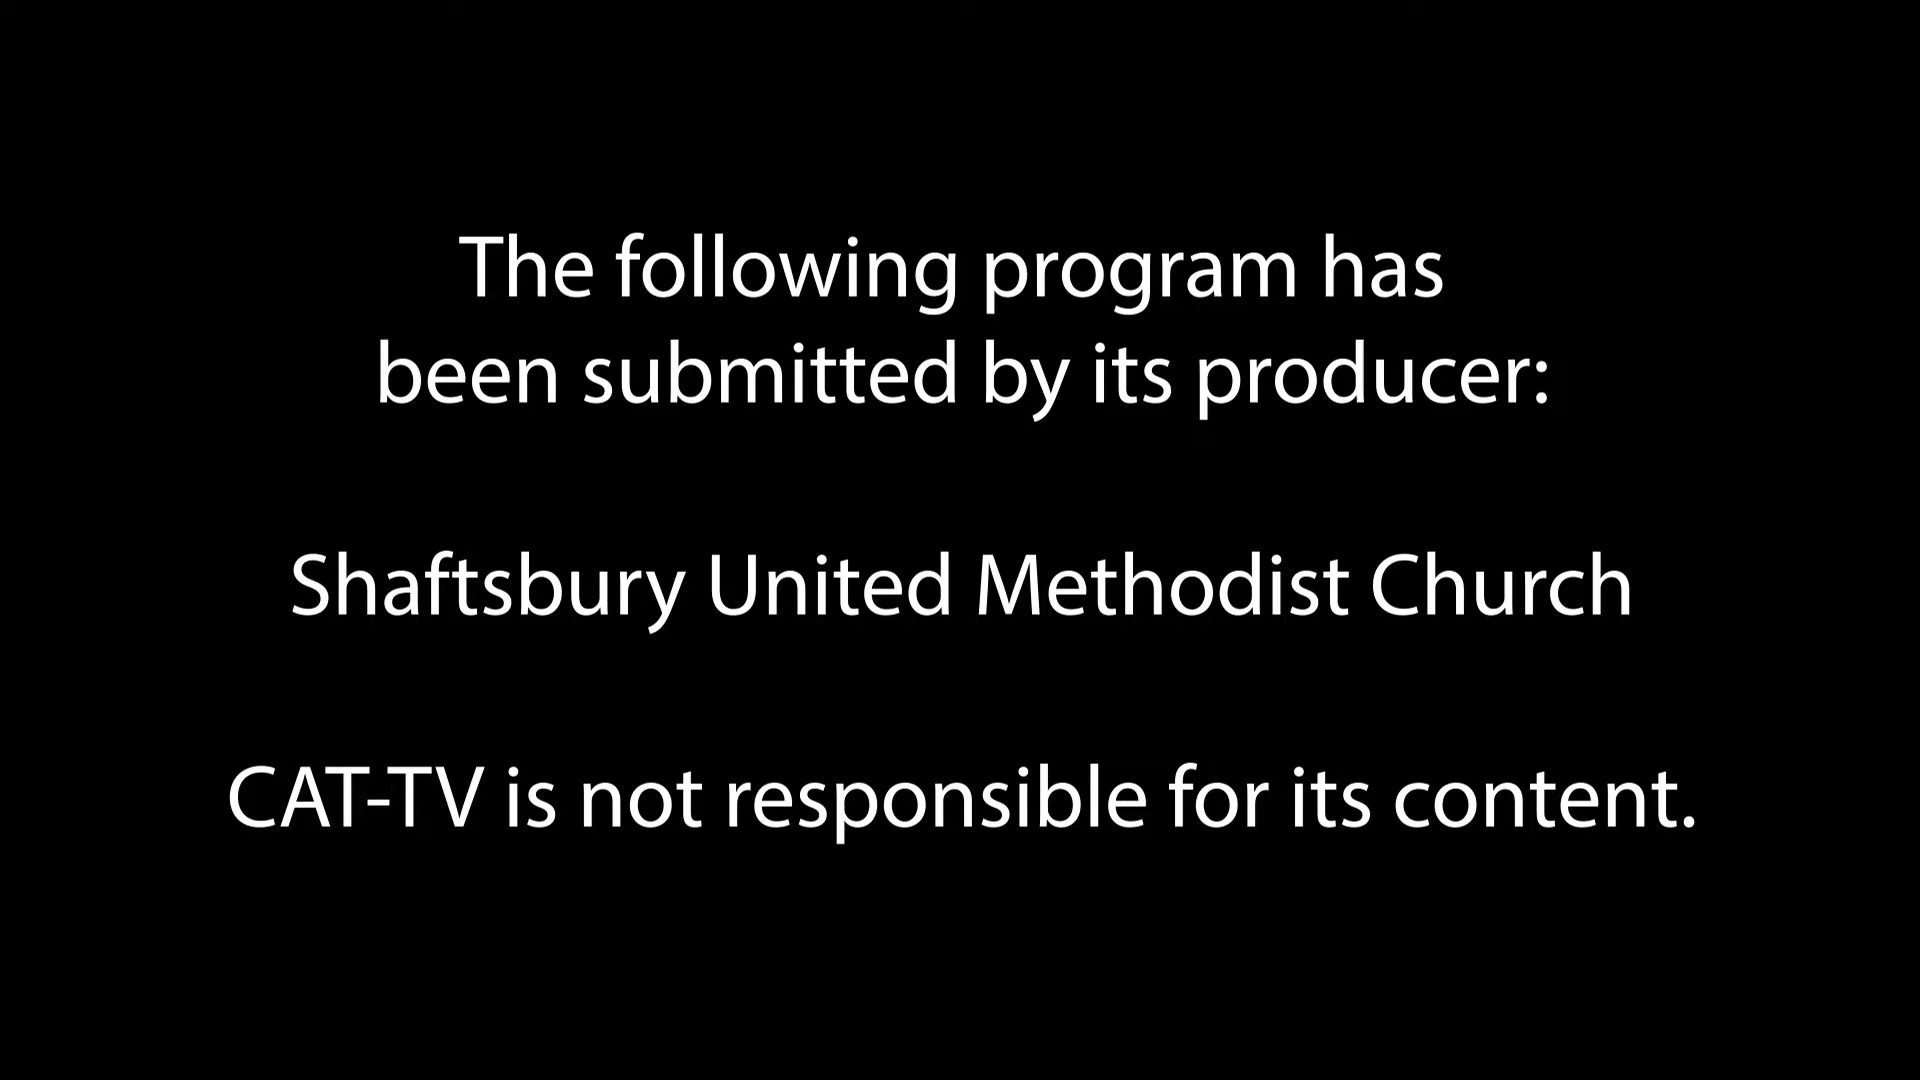 The following program has
been submitted by its producer:
Shaftsbury United Methodist Church
CAT-TV is not responsible for its content.